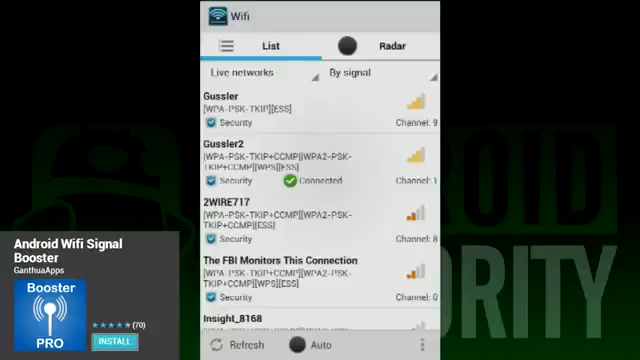 Wifi
List
Radar
Live networks
By signal
Gussler
[WPA-PSK-TKIP][ESS]
Security
Channel: 9
Gussler2
[WPA-PSK-TKIP+CCMP][WPA2-PSK-
TKIP+CCMP][WPS][ESS]
Security
Connected
Channel: 1
2WIRE717
[WPA-PSK-TKIP+CCMP][WPA2-PSK-
TKIP+CCMP][ESS]
Security
Channel: 8
The FBI Monitors This Connection
[WPA-PSK-TKIP+CCMP][WPA2-PSK-
TKIP+CCMP][WPS][ESS]
Security
Channel: 0
Insight_8168
Refresh
Auto
Android Wifi Signal
Booster
GanthuaApps
Booster
PRO
(70)
INSTALL